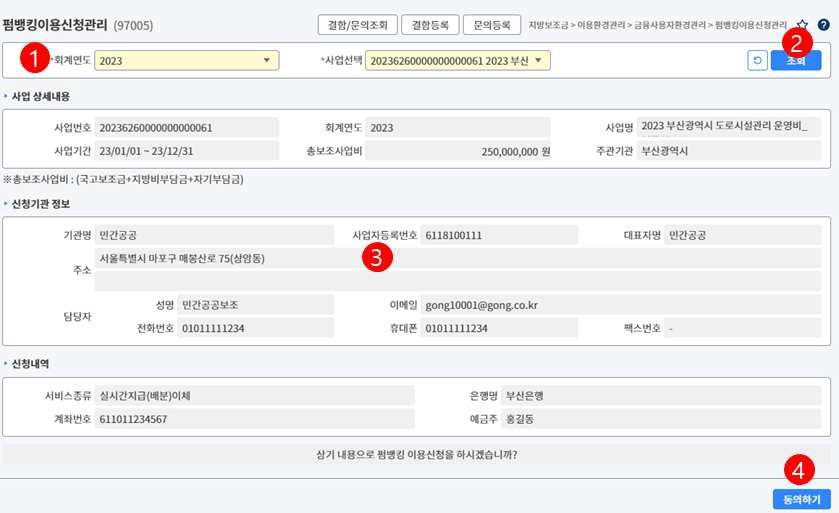 펌뱅킹이용신청관리 (97005) 결함/문의조회 결함등록 문의등록 지방보조금 > 이용환경관리 > 금융사용자환경관리 > 펌뱅킹이용신청관리 ?
1 *회계연도 2023 *사업선택 20236260000000000061 2023 부산 2 조회
사업 상세내용
사업번호 20236260000000000061 회계연도 2023 사업명 2023 부산광역시 도로시설관리 운영비_
사업기간 23/01/01 ~ 23/12/31 총보조사업비 250,000,000 원 주관기관 부산광역시
※총보조사업비 : (국고보조금+지방비부담금+자기부담금)
신청기관 정보
기관명 민간공공 사업자등록번호 6118100111 대표자명 민간공공
주소 서울특별시 마포구 매봉산로 75(상암동) 3
담당자 성명 민간공공보조 이메일 gong10001@gong.co.kr
전화번호 01011111234 휴대폰 01011111234 팩스번호 -
신청내역
서비스종류 실시간지급(배분)이체 은행명 부산은행
계좌번호 611011234567 예금주 홍길동
상기 내용으로 펌뱅킹 이용신청을 하시겠습니까?
4
동의하기